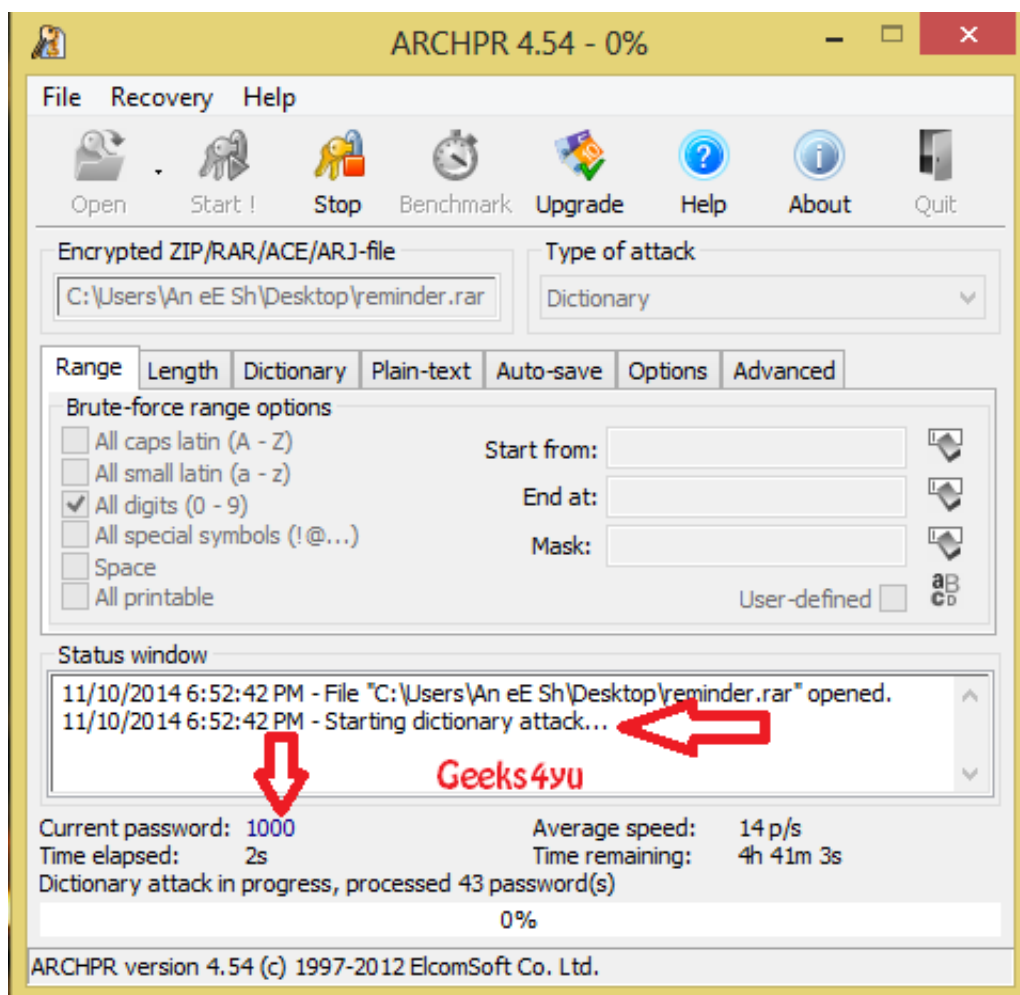 ARCHPR 4.54 - 0%
File Recovery Help
Open Start ! Stop Benchmark Upgrade Help About Quit
Encrypted ZIP/RAR/ACE/ARJ-file Type of attack
C:\Users\An eE Sh\Desktop\reminder.rar Dictionary
Range Length Dictionary Plain-text Auto-save Options Advanced
Brute-force range options
All caps latin (A - Z)
Start from:
All small latin (a - z)
All digits (0 - 9)
End at:
All special symbols (!@...)
Mask:
Space
All printable
User-defined
aB
CD
Status window
11/10/2014 6:52:42 PM - File "C:\Users\An eE Sh\Desktop\reminder.rar" opened.
11/10/2014 6:52:42 PM - Starting dictionary attack...
Geeks4yu
Current password: 1000 Average speed: 14 p/s
Time elapsed: 2s Time remaining: 4h 41m 3s
Dictionary attack in progress, processed 43 password(s)
0%
ARCHPR version 4.54 (c) 1997-2012 ElcomSoft Co. Ltd.